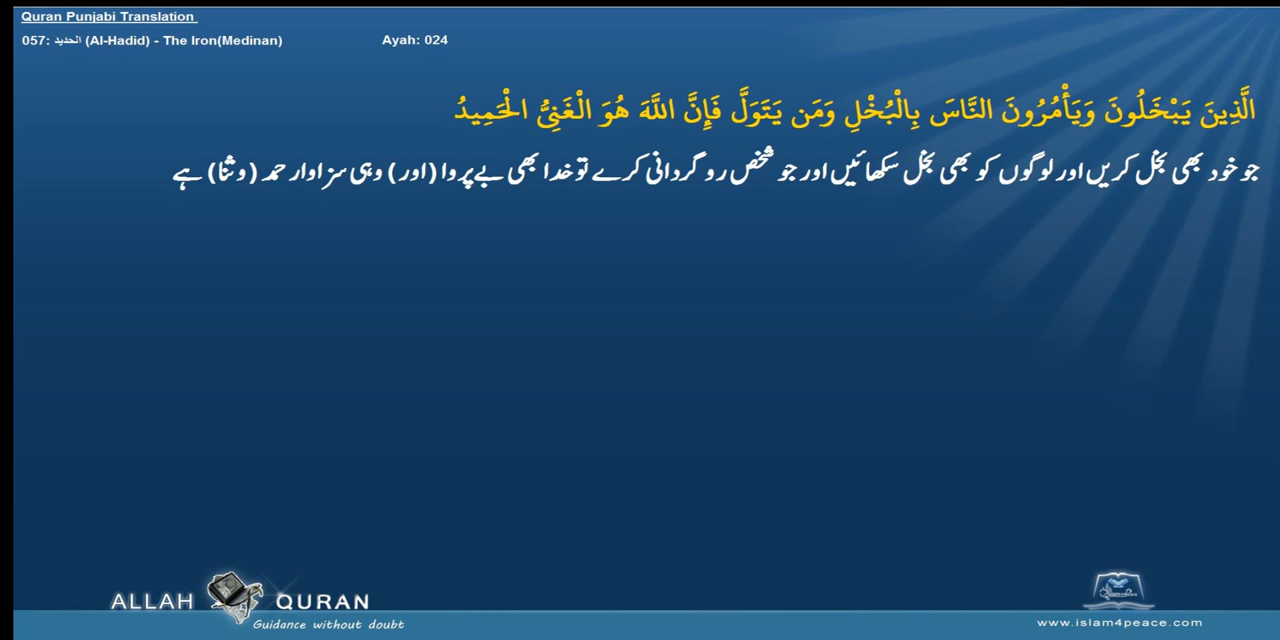 Quran Punjabi Translation
057: الحديد (Al-Hadid) - The Iron(Medinan) Ayah: 024
الَّذِينَ يَبْخَلُونَ وَيَأْمُرُونَ النَّاسَ بِالْبُخْلِ وَمَن يَتَوَلَّ فَإِنَّ اللَّهَ هُوَ الْغَنِيُّ الْحَمِيدُ
جو خود بھی بخل کریں اور لوگوں کو بھی بخل سکھائیں اور جو شخص روگردانی کرے تو خدا بھی بےپروا (اور) وہی سزاوار حمد (وثنا) ہے
ALLAH QURAN
Guidance without doubt
www.islam4peace.com